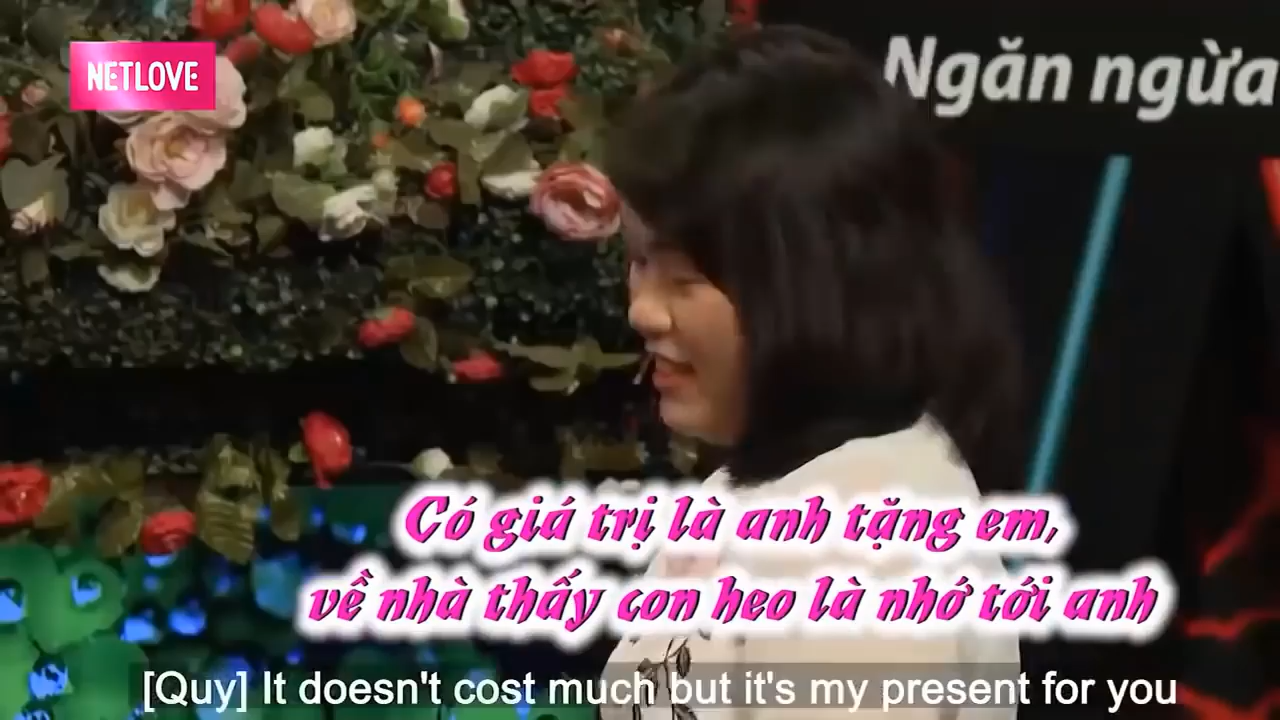 NETLOVE
Ngăn ngừa
Có giá trị là anh tặng em,
về nhà thấy con heo là nhớ tới anh
[Quy] It doesn't cost much but it's my present for you